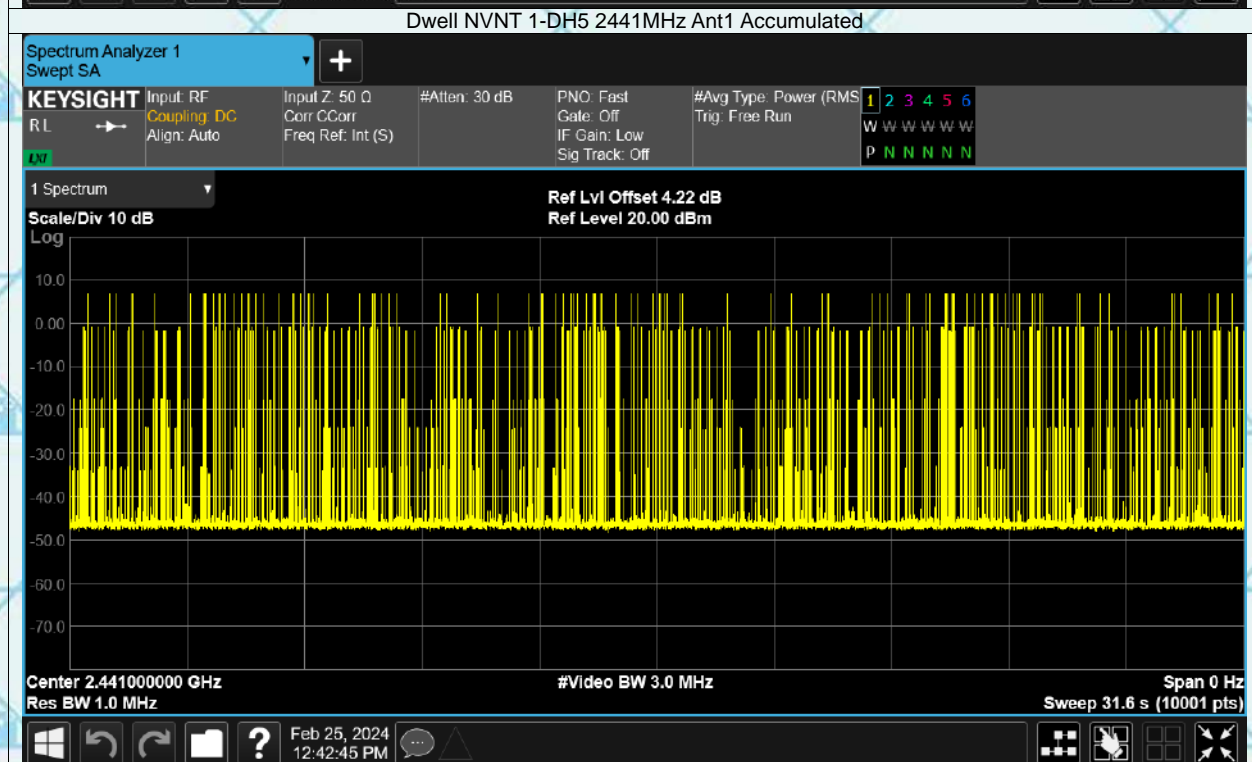 Dwell NVNT 1-DH5 2441MHz Ant1 Accumulated
Spectrum Analyzer 1
Swept SA
+
KEYSIGHT
RL
LXI
Input: RF
Coupling: DC
Align: Auto
Input Z: 50 Ω
Corr CCorr
Freq Ref: Int (S)
#Atten: 30 dB
PNO: Fast
Gate: Off
IF Gain: Low
Sig Track: Off
#Avg Type: Power (RMS
Trig: Free Run
1 2 3 4 5 6
W W W W W W
P N N N N N
1 Spectrum
Scale/Div 10 dB
Log
Ref Lvl Offset 4.22 dB
Ref Level 20.00 dBm
10.0
0.00
-10.0
-20.0
-30.0
-40.0
-50.0
-60.0
-70.0
Center 2.441000000 GHz
Res BW 1.0 MHz
#Video BW 3.0 MHz
Span 0 Hz
Sweep 31.6 s (10001 pts)
?
Feb 25, 2024
12:42:45 PM